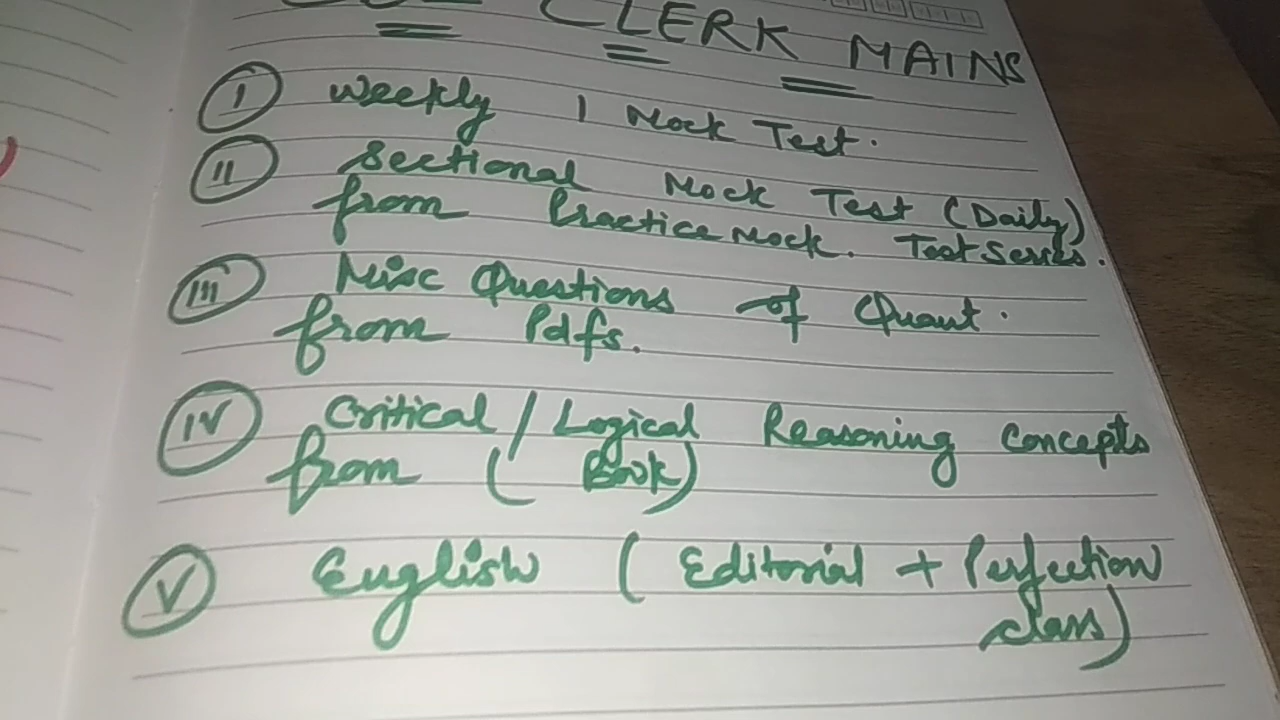 CLERK MAINS
I Weekly 1 Mock Test.
II Sectional Mock Test (Daily)
from Practice Mock. Test Series.
III Misc Questions of Quant.
from Pdfs.
IV Critical / Logical Reasoning Concepts
from ( Book)
V English ( Editorial + Perfection
class)